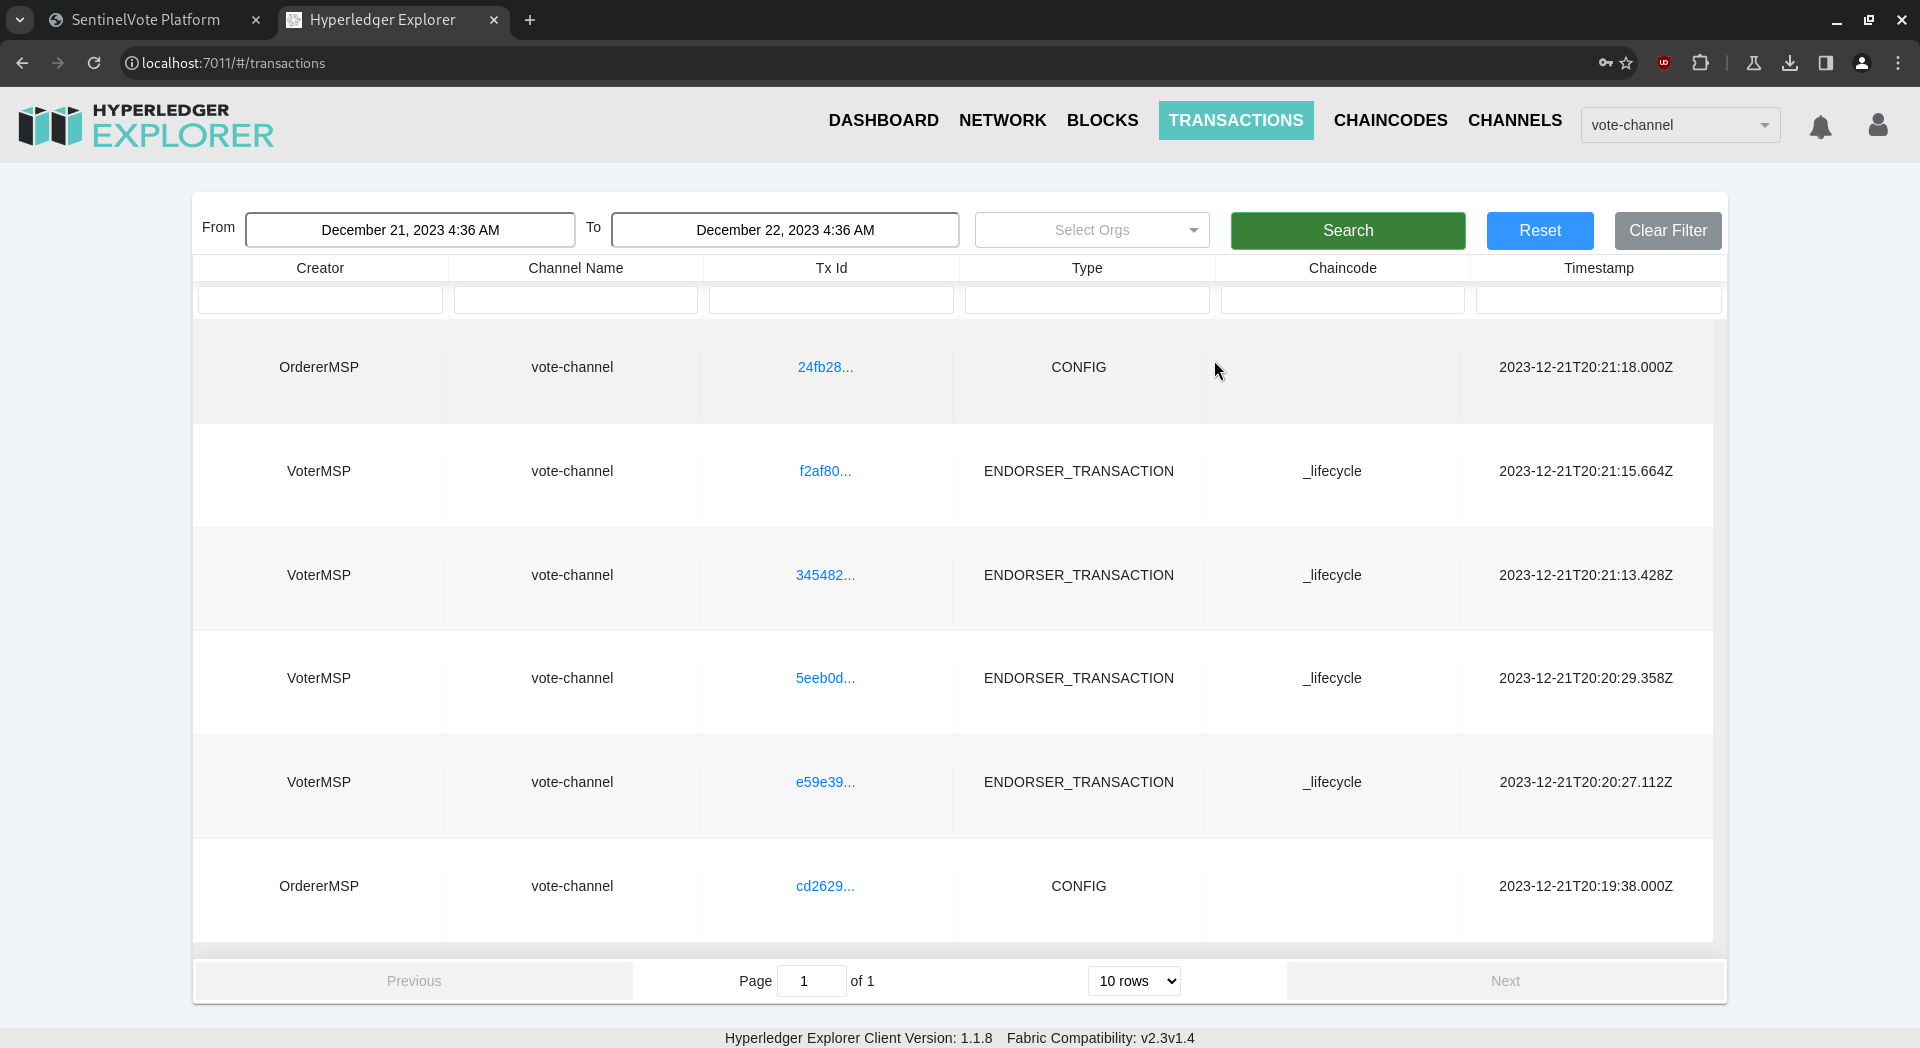 SentinelVote Platform
Hyperledger Explorer
localhost:7011/#/transactions
HYPERLEDGER
EXPLORER
DASHBOARD NETWORK BLOCKS TRANSACTIONS CHAINCODES CHANNELS vote-channel
From December 21, 2023 4:36 AM To December 22, 2023 4:36 AM Select Orgs Search Reset Clear Filter
Creator Channel Name Tx Id Type Chaincode Timestamp
OrdererMSP vote-channel 24fb28... CONFIG 2023-12-21T20:21:18.000Z
VoterMSP vote-channel f2af80... ENDORSER_TRANSACTION _lifecycle 2023-12-21T20:21:15.664Z
VoterMSP vote-channel 345482... ENDORSER_TRANSACTION _lifecycle 2023-12-21T20:21:13.428Z
VoterMSP vote-channel 5eeb0d... ENDORSER_TRANSACTION _lifecycle 2023-12-21T20:20:29.358Z
VoterMSP vote-channel e59e39... ENDORSER_TRANSACTION _lifecycle 2023-12-21T20:20:27.112Z
OrdererMSP vote-channel cd2629... CONFIG 2023-12-21T20:19:38.000Z
Previous Page 1 of 1 10 rows Next
Hyperledger Explorer Client Version: 1.1.8 Fabric Compatibility: v2.3v1.4